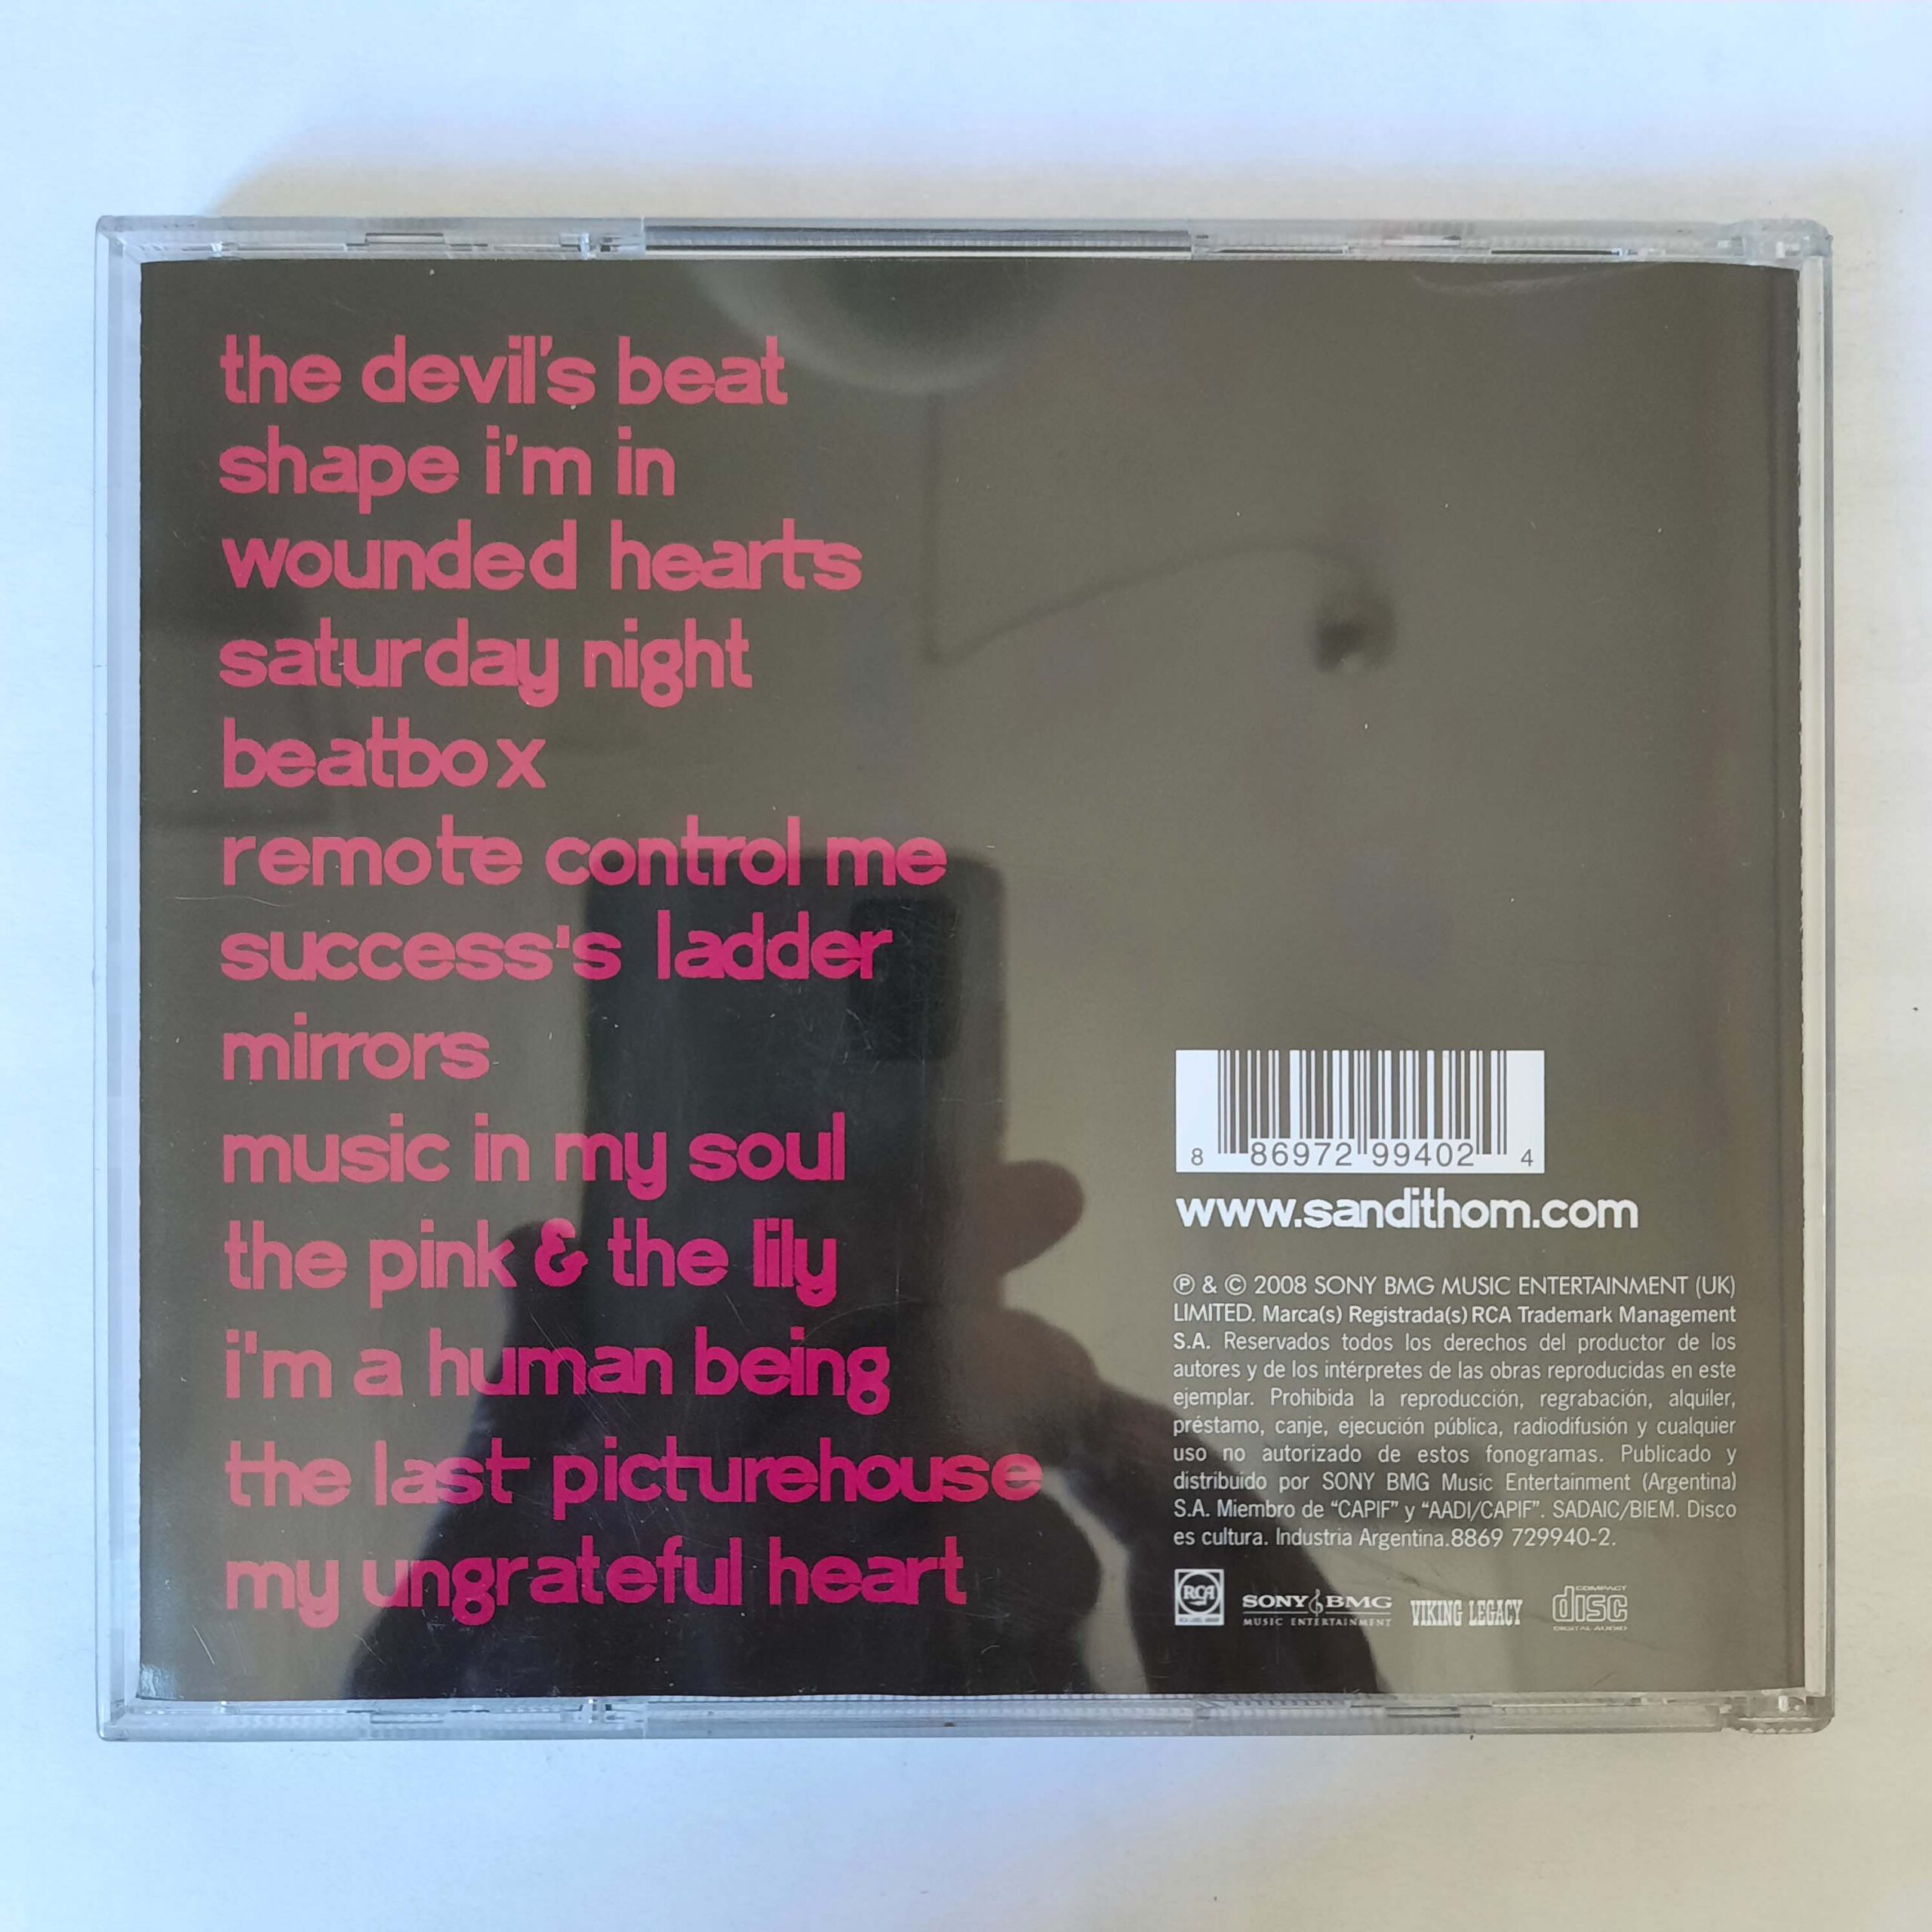 the devil's beat
shape i'm in
wounded hearts
saturday night
beatbox
remote control me
success's ladder
mirrors
music in my soul
the pink & the lily
i'm a human being
the last picturehouse
my ungrateful heart
8 86972 99402 4
www.sandithom.com
℗ & © 2008 SONY BMG MUSIC ENTERTAINMENT (UK)
LIMITED. Marca(s) Registrada(s) RCA Trademark Management
S.A. Reservados todos los derechos del productor de los
autores y de los intérpretes de las obras reproducidas en este
ejemplar. Prohibida la reproducción, regrabación, alquiler,
préstamo, canje, ejecución pública, radiodifusión y cualquier
uso no autorizado de estos fonogramas. Publicado y
distribuido por SONY BMG Music Entertainment (Argentina)
S.A. Miembro de “CAPIF” y “AADI/CAPIF”. SADAIC/BIEM. Disco
es cultura. Industria Argentina.8869 729940-2.
RCA
SONY BMG
MUSIC ENTERTAINMENT
VIKING LEGACY
COMPACT
disc
DIGITAL AUDIO